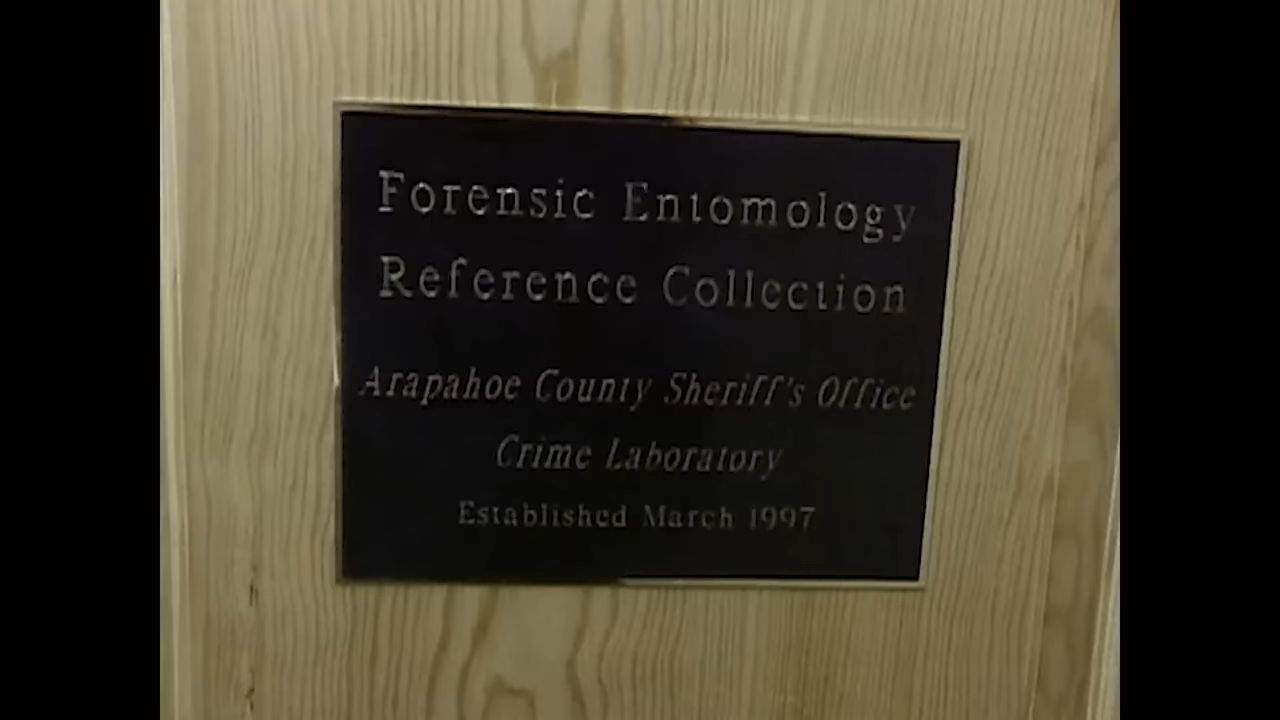 Forensic Entomology
Reference Collection
Arapahoe County Sheriff's Office
Crime Laboratory
Established March 1997